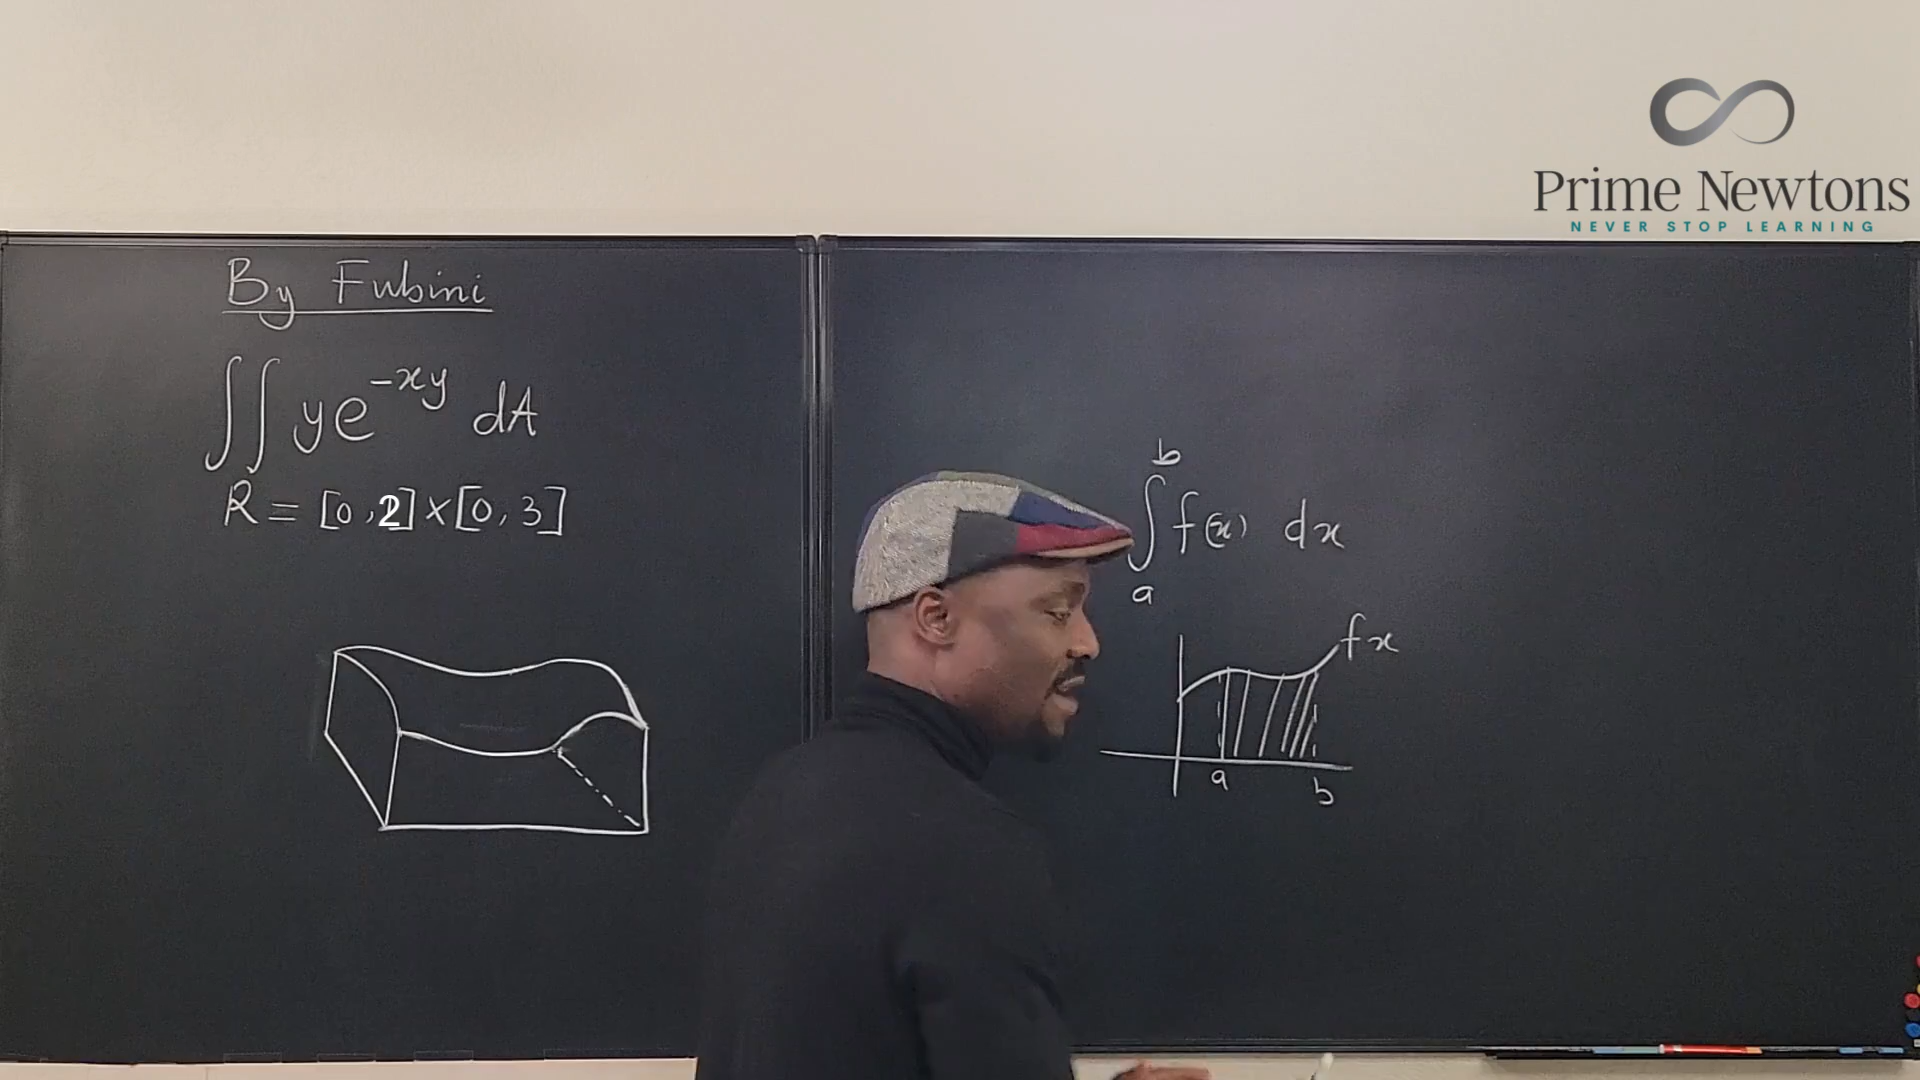 By Fubini
∬ ye^{-xy} dA
R = [0, 2] × [0, 3]
b
∫ f(x) dx
a
fx
a b
Prime Newtons
NEVER STOP LEARNING